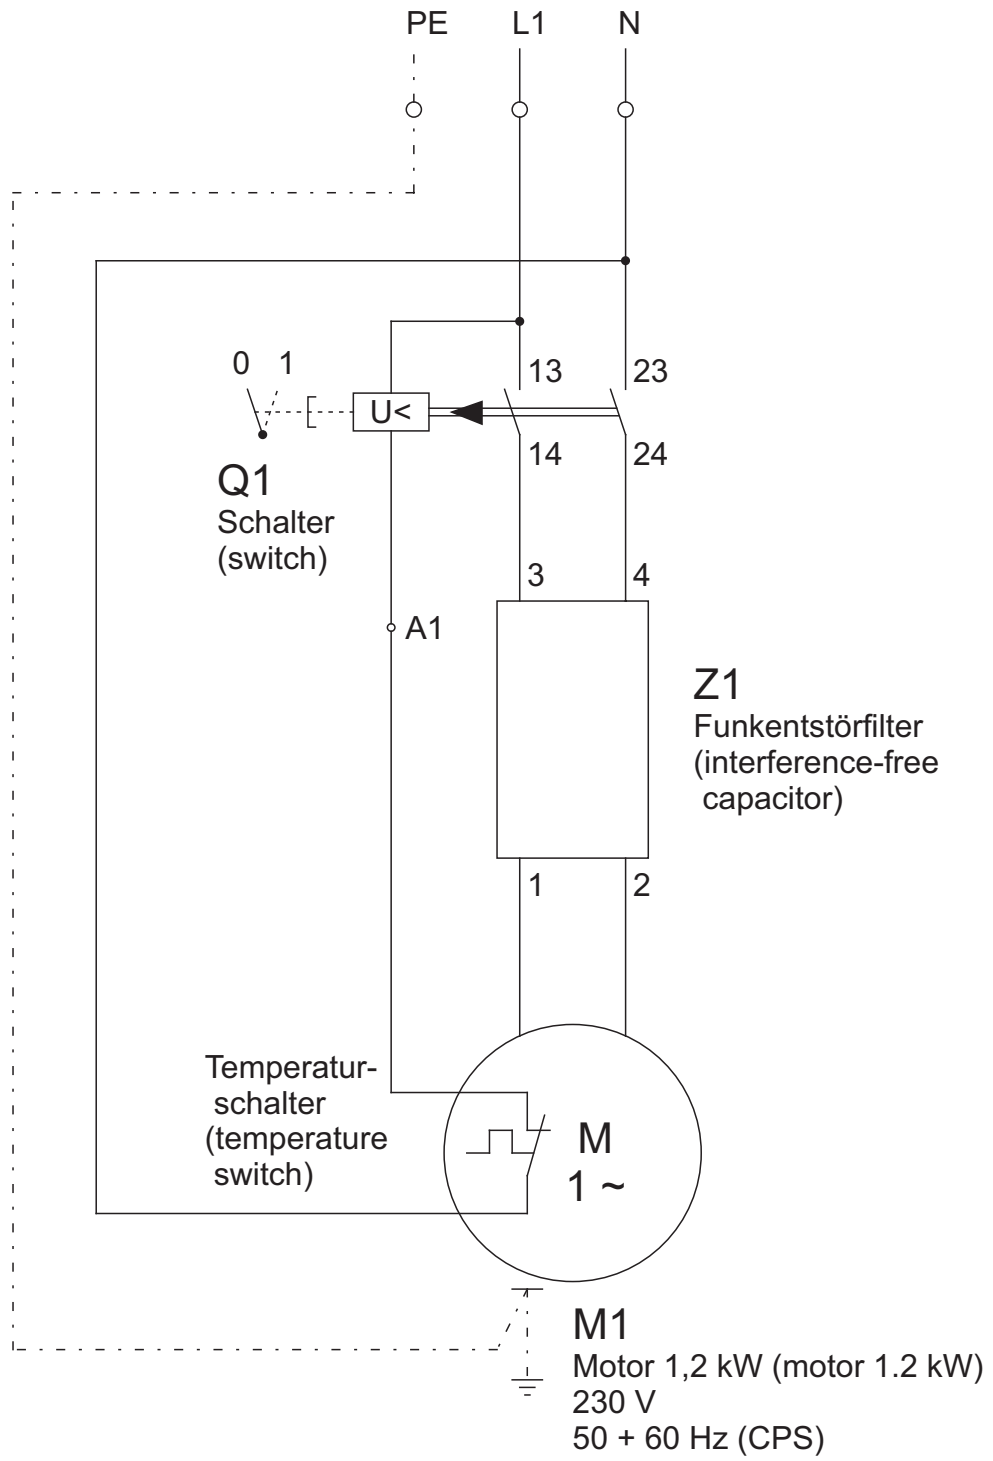 PE L1 N
0 1
13 23
U<
14 24
Q1
Schalter
(switch)
3 4
A1
Z1
Funkentstörfilter
(interference-free
capacitor)
1 2
Temperatur-
schalter
(temperature
switch)
M
1 ~
M1
Motor 1,2 kW (motor 1.2 kW)
230 V
50 + 60 Hz (CPS)